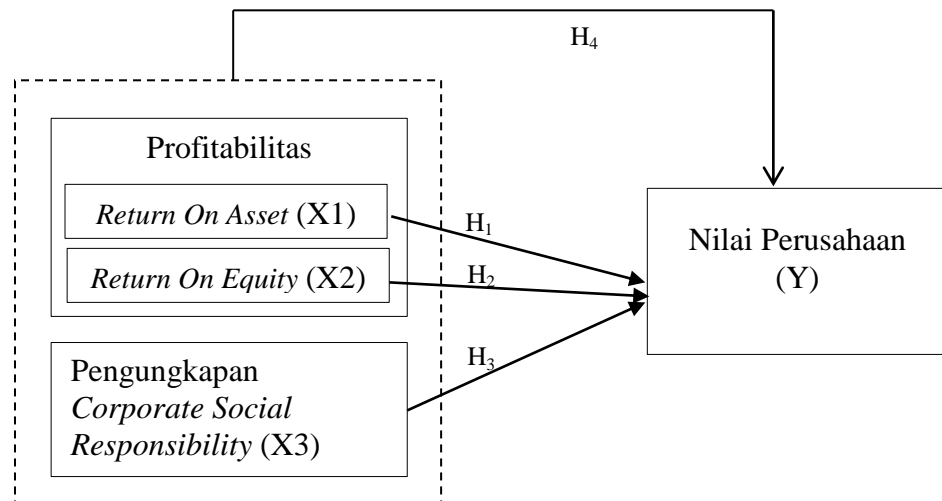 H₄
Profitabilitas
Return On Asset (X1)
Return On Equity (X2)
H₁
H₂
H₃
Pengungkapan
Corporate Social
Responsibility (X3)
Nilai Perusahaan
(Y)